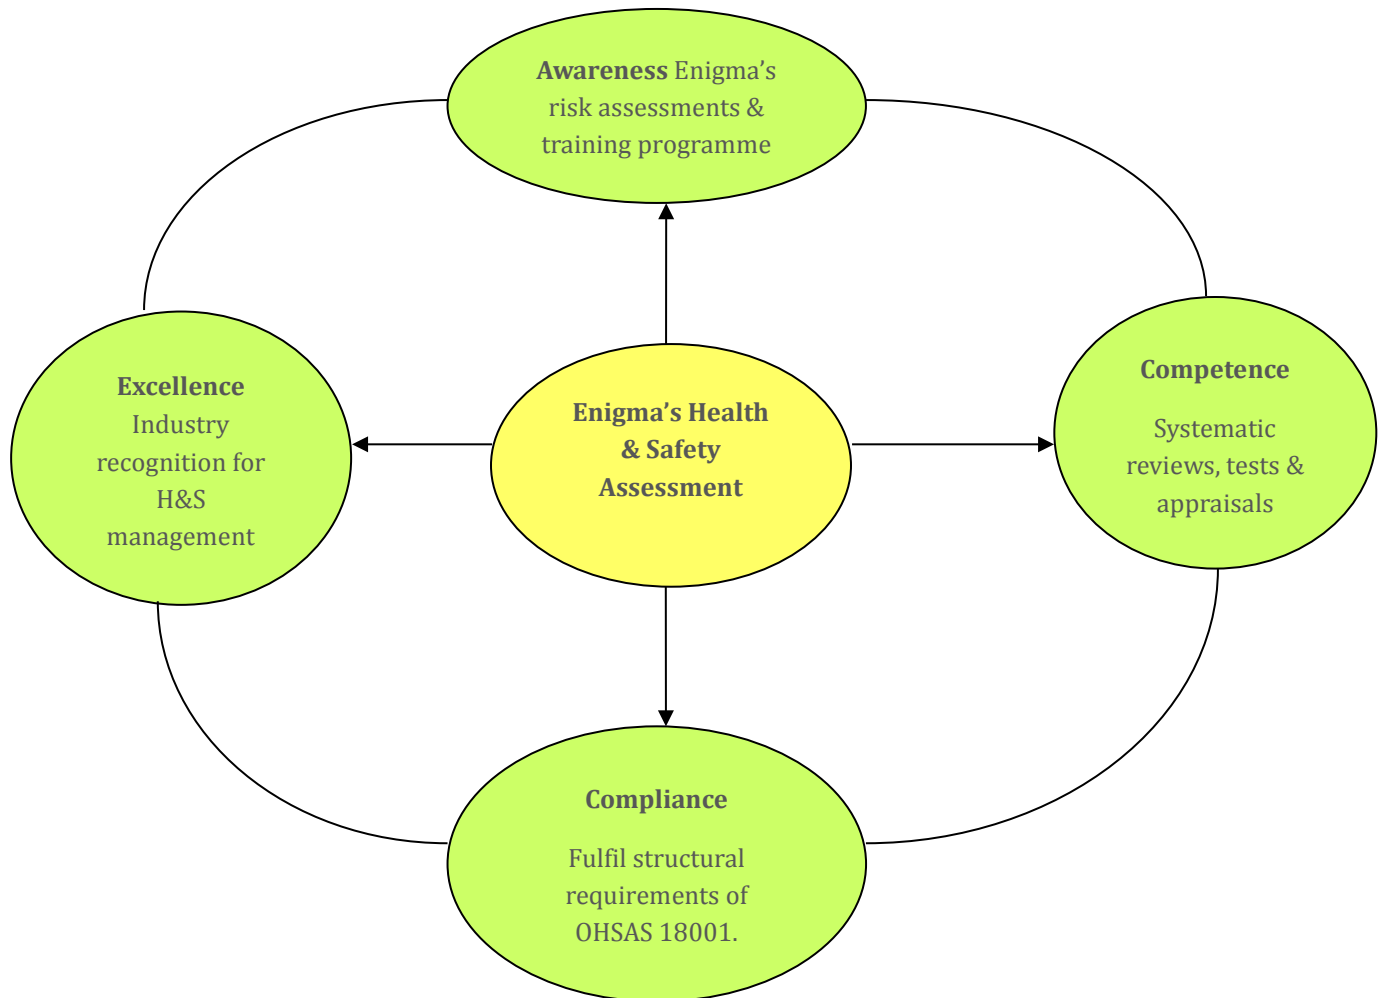 Awareness Enigma’s
risk assessments &
training programme
Excellence
Industry
recognition for
H&S
management
Enigma’s Health
& Safety
Assessment
Competence
Systematic
reviews, tests &
appraisals
Compliance
Fulfil structural
requirements of
OHSAS 18001.